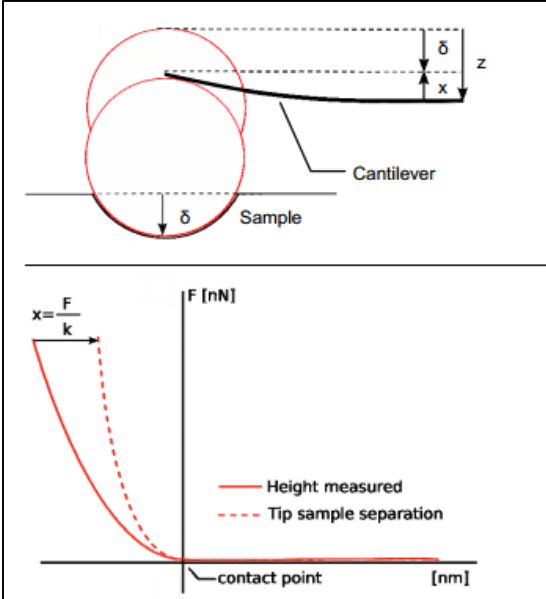 δ
z
x
Cantilever
δ
Sample
F [nN]
x=F/k
Height measured
Tip sample separation
contact point
[nm]